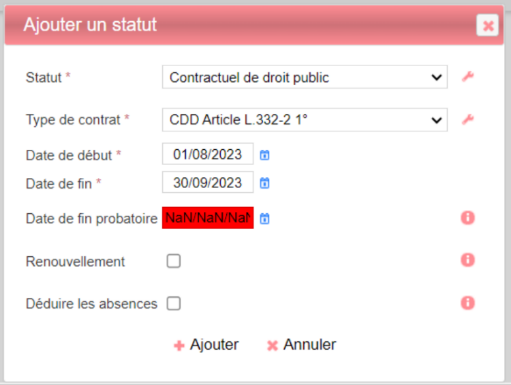 Ajouter un statut
Statut *
Contractuel de droit public
Type de contrat *
CDD Article L.332-2 1°
Date de début *
01/08/2023
Date de fin *
30/09/2023
Date de fin probatoire
NaN/NaN/NaN
Renouvellement
Déduire les absences
Ajouter
Annuler